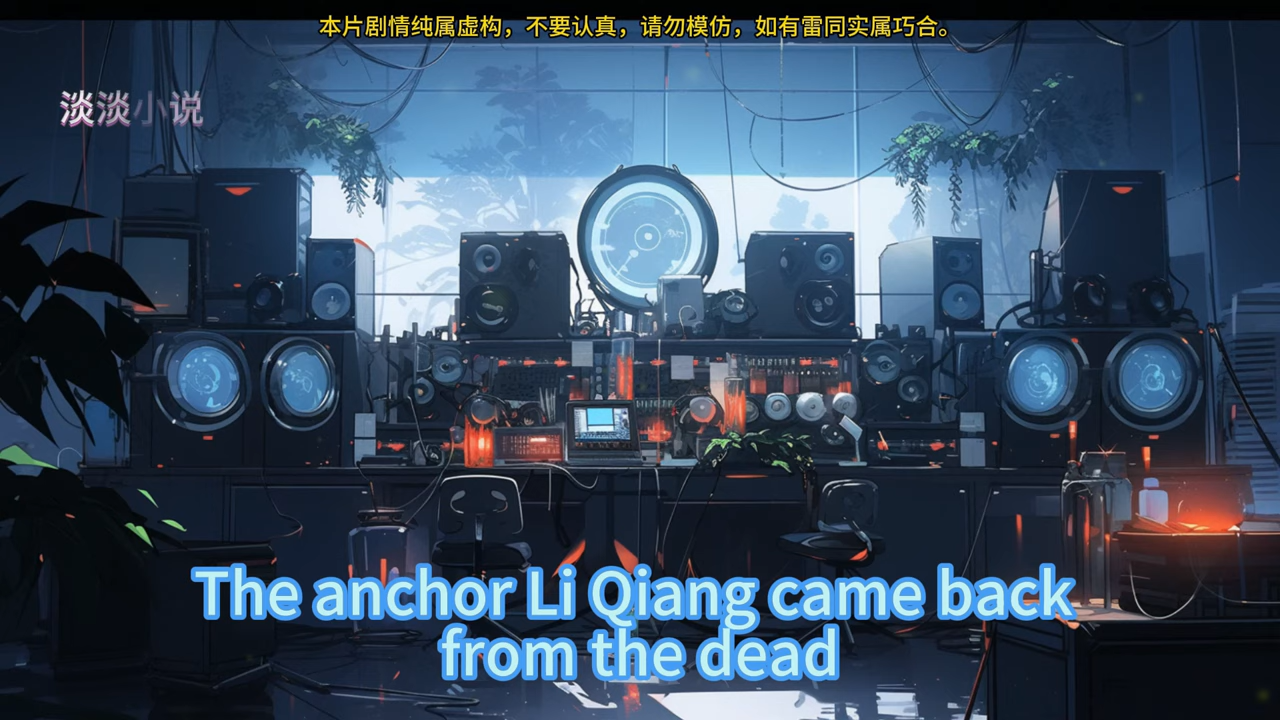 本片剧情纯属虚构，不要认真，请勿模仿，如有雷同实属巧合。
淡淡小说
The anchor Li Qiang came back
from the dead